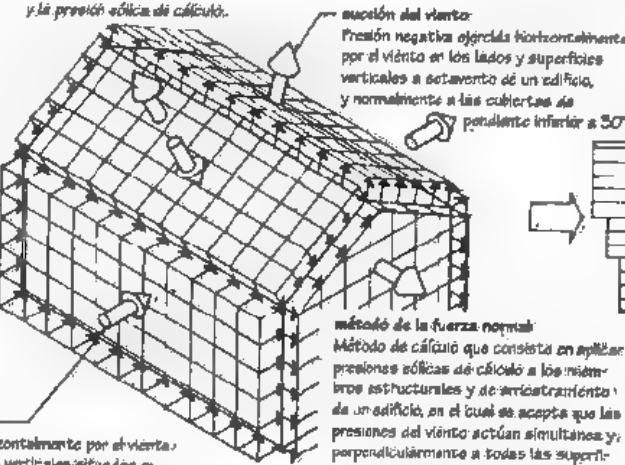 y la presión eólica de cálculo.
succión del viento
Presión negativa ejercida horizontalmente
por el viento en los lados y superficies
verticales a sotavento de un edificio,
y normalmente a las cubiertas de
pendiente inferior a 30°
método de la fuerza normal
Método de cálculo que consiste en aplicar
presiones eólicas de cálculo a los miem-
bros estructurales y de arriostramiento
de un edificio, en el cual se acepta que las
presiones del viento actúan simultánea y
perpendicularmente a todas las superfi-
zontalmente por el viento
verticales situadas